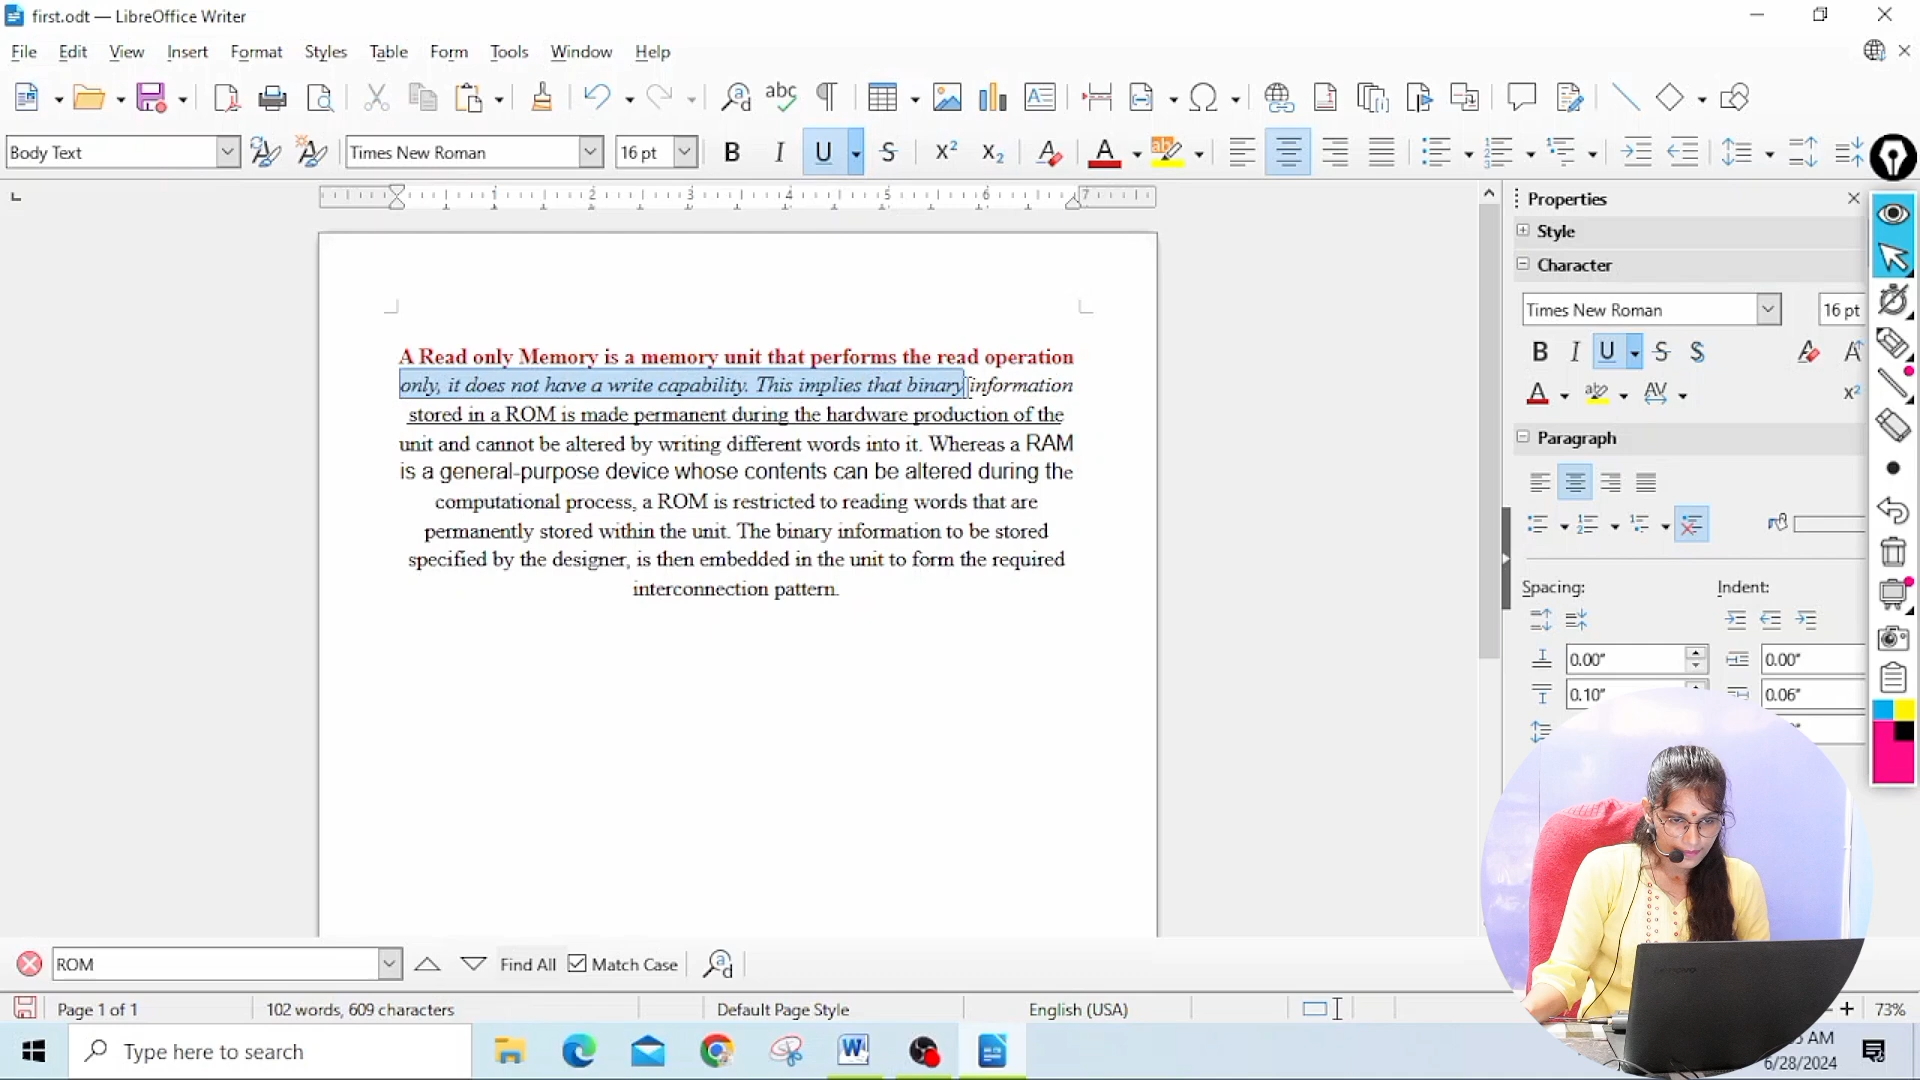 first.odt — LibreOffice Writer
File Edit View Insert Format Styles Table Form Tools Window Help
Body Text Times New Roman 16 pt
1 2 3 4 5 6 7
Properties
Style
Character
Times New Roman 16 pt
A Read only Memory is a memory unit that performs the read operation
only, it does not have a write capability. This implies that binary information
stored in a ROM is made permanent during the hardware production of the
unit and cannot be altered by writing different words into it. Whereas a RAM
is a general-purpose device whose contents can be altered during the
computational process, a ROM is restricted to reading words that are
permanently stored within the unit. The binary information to be stored
specified by the designer, is then embedded in the unit to form the required
interconnection pattern.
Paragraph
Spacing: Indent:
0.00" 0.00"
0.10" 0.06"
ROM Find All Match Case
Page 1 of 1 102 words, 609 characters Default Page Style English (USA) 73%
Type here to search
AM
6/28/2024